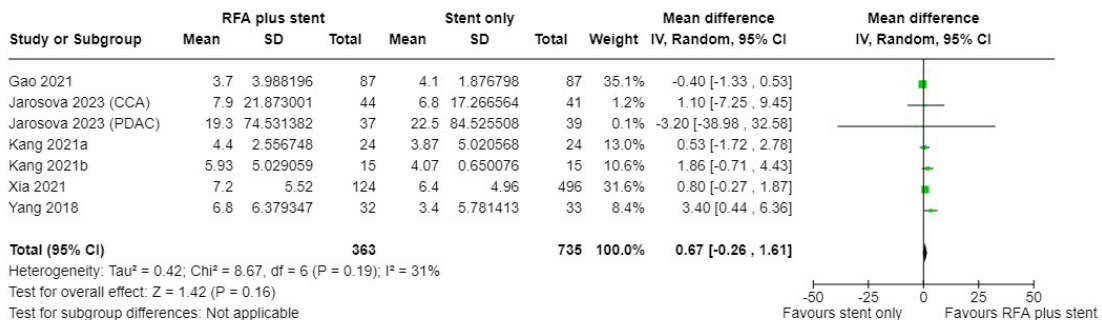 RFA plus stent Stent only Mean difference Mean difference
Study or Subgroup Mean SD Total Mean SD Total Weight IV, Random, 95% CI IV, Random, 95% CI
Gao 2021 3.7 3.988196 87 4.1 1.876798 87 35.1% -0.40 [-1.33 , 0.53]
Jarosova 2023 (CCA) 7.9 21.873001 44 6.8 17.266564 41 1.2% 1.10 [-7.25 , 9.45]
Jarosova 2023 (PDAC) 19.3 74.531382 37 22.5 84.525508 39 0.1% -3.20 [-38.98 , 32.58]
Kang 2021a 4.4 2.556748 24 3.87 5.020568 24 13.0% 0.53 [-1.72 , 2.78]
Kang 2021b 5.93 5.029059 15 4.07 0.650076 15 10.6% 1.86 [-0.71 , 4.43]
Xia 2021 7.2 5.52 124 6.4 4.96 496 31.6% 0.80 [-0.27 , 1.87]
Yang 2018 6.8 6.379347 32 3.4 5.781413 33 8.4% 3.40 [0.44 , 6.36]
Total (95% CI) 363 735 100.0% 0.67 [-0.26 , 1.61]
Heterogeneity: Tau² = 0.42; Chi² = 8.67, df = 6 (P = 0.19); I² = 31%
Test for overall effect: Z = 1.42 (P = 0.16)
Test for subgroup differences: Not applicable
-50 -25 0 25 50
Favours stent only Favours RFA plus stent